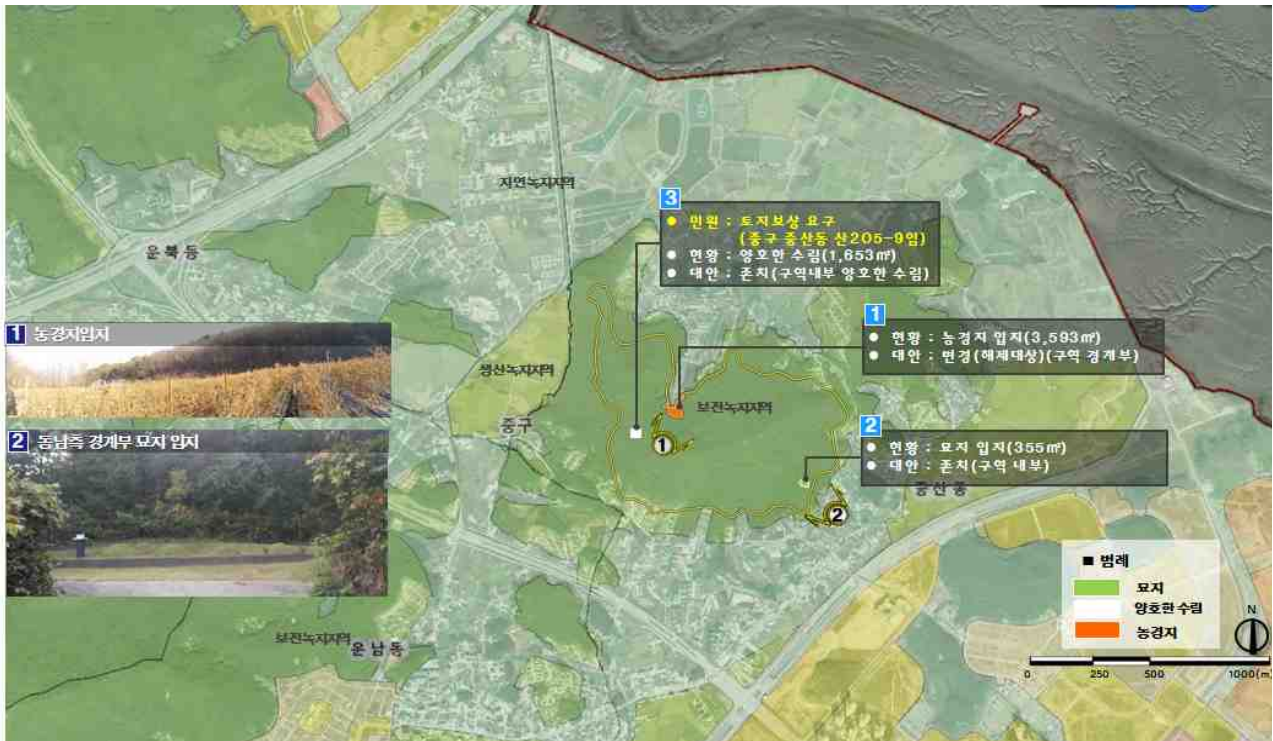 자연녹지지역
운북동
3
민원 : 토지보상 요구
(중구 중산동 산205-9임)
현황 : 양호한 수림(1,653㎡)
대안 : 존치(구역내부 양호한 수림)
1
현황 : 농경지 입지(3,593㎡)
대안 : 변경(해제대상)(구역 경계부)
1 농경지입지
생산녹지지역
중구
보전녹지지역
1
2
현황 : 묘지 입지(355㎡)
대안 : 존치(구역 내부)
중산동
2 동남측 경계부 묘지 입지
2
■ 범례
묘지
양호한 수림
농경지
N
0 250 500 1000(m)
보전녹지지역
운남동